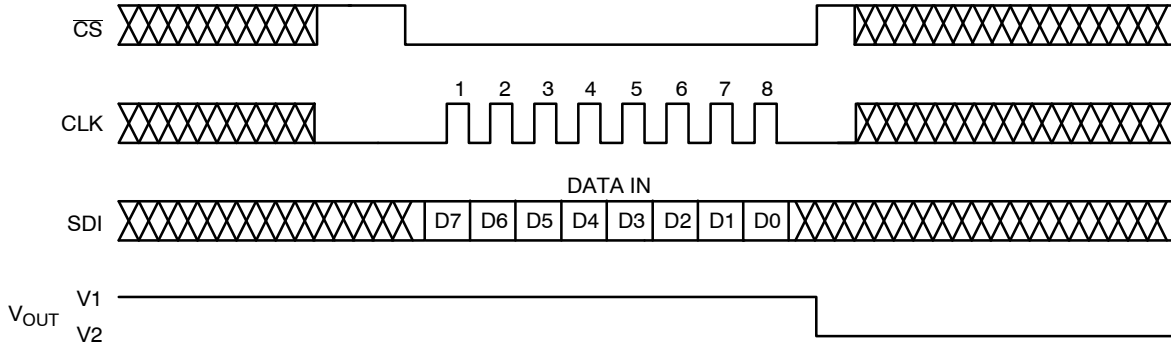 CS
CLK
1 2 3 4 5 6 7 8
DATA IN
SDI
D7 D6 D5 D4 D3 D2 D1 D0
VOUT
V1
V2